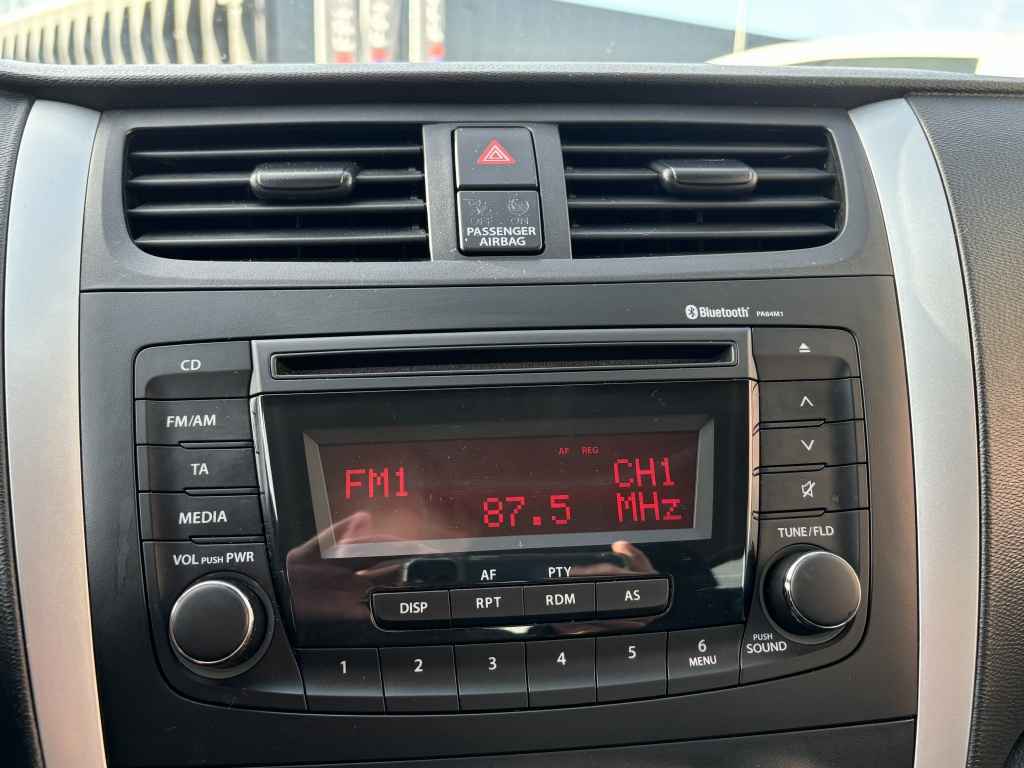 OFF ON
PASSENGER
AIRBAG
Bluetooth PA64M1
CD
FM/AM
TA
MEDIA
VOL PUSH PWR
AF REG
FM1 CH1
87.5 MHz
TUNE/FLD
AF PTY
DISP RPT RDM AS
PUSH
SOUND
1 2 3 4 5 6
MENU